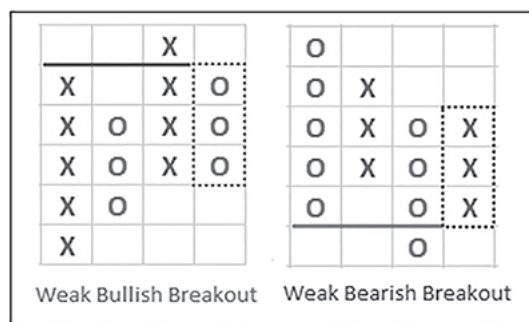 X
X X O
X O X O
X O X O
X O
X
Weak Bullish Breakout
O
O X
O X O X
O X O X
O O X
O
Weak Bearish Breakout